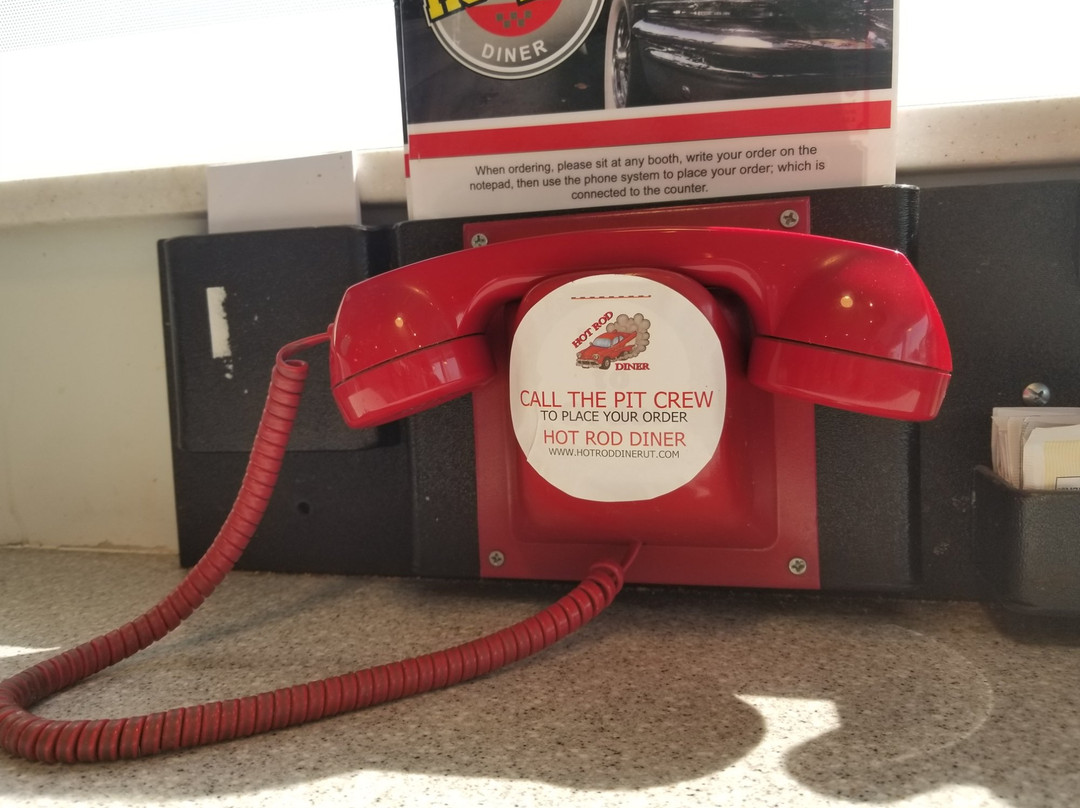 DINER
When ordering, please sit at any booth, write your order on the
notepad, then use the phone system to place your order; which is
connected to the counter.
HOT ROD
DINER
CALL THE PIT CREW
TO PLACE YOUR ORDER
HOT ROD DINER
WWW.HOTRODDINERUT.COM